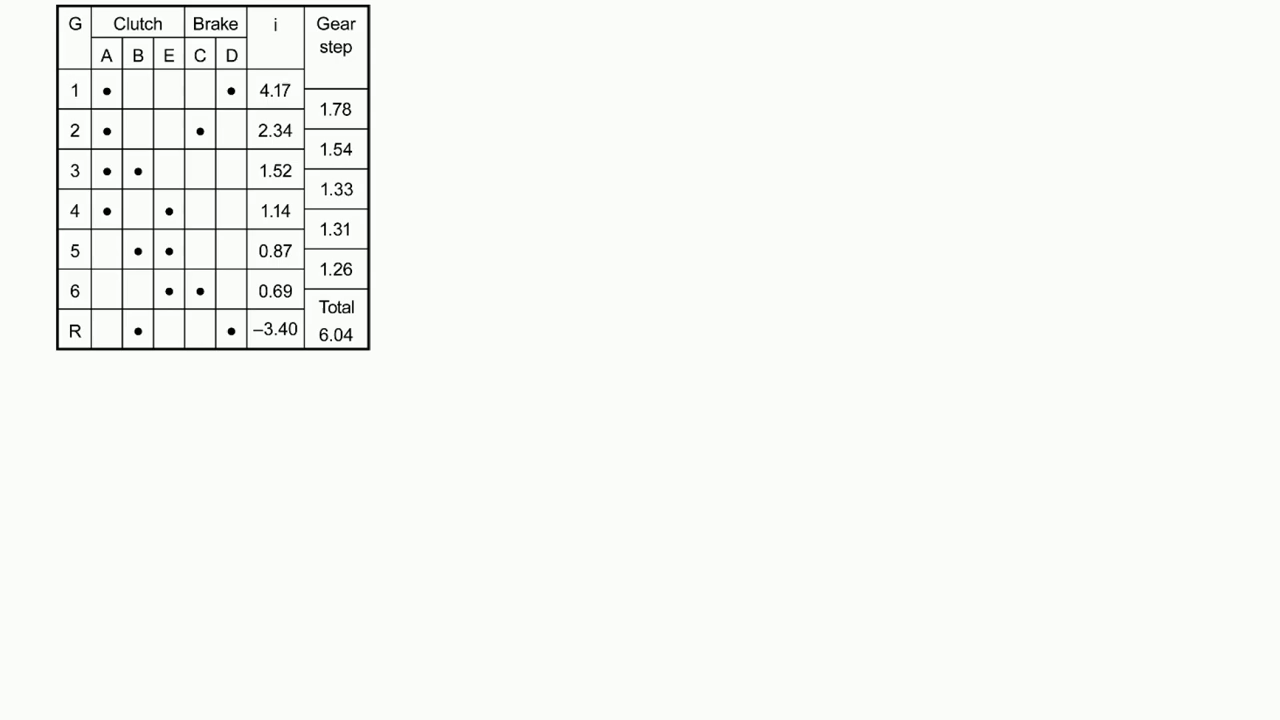 G Clutch Brake i Gear step
A B E C D
1 • • 4.17
1.78
2 • • 2.34
1.54
3 • • 1.52
1.33
4 • • 1.14
1.31
5 • • 0.87
1.26
6 • • 0.69
Total
R • • –3.40
6.04